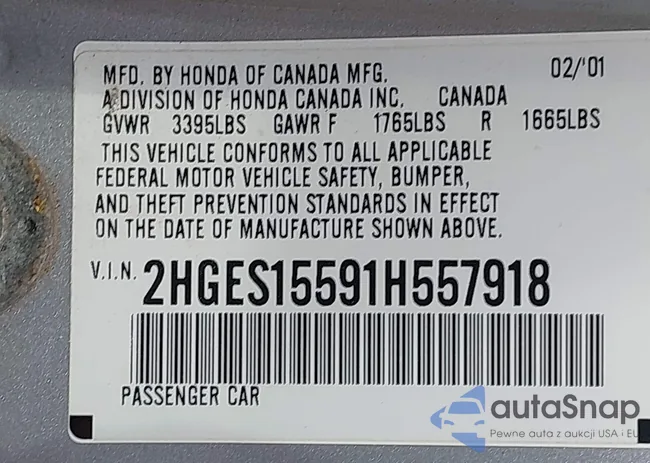 MFD. BY HONDA OF CANADA MFG. 02/'01
A DIVISION OF HONDA CANADA INC. CANADA
GVWR 3395LBS GAWR F 1765LBS R 1665LBS
THIS VEHICLE CONFORMS TO ALL APPLICABLE
FEDERAL MOTOR VEHICLE SAFETY, BUMPER,
AND THEFT PREVENTION STANDARDS IN EFFECT
ON THE DATE OF MANUFACTURE SHOWN ABOVE.
V.I.N. 2HGES15591H557918
PASSENGER CAR
autaSnap
Pewne auta z aukcji USA i EU